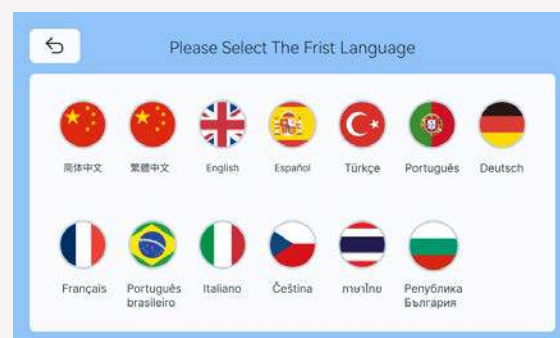 Please Select The Frist Language
简体中文
繁體中文
English
Español
Türkçe
Português
Deutsch
Français
Português
brasileiro
Italiano
Čeština
ภาษาไทย
Република
България